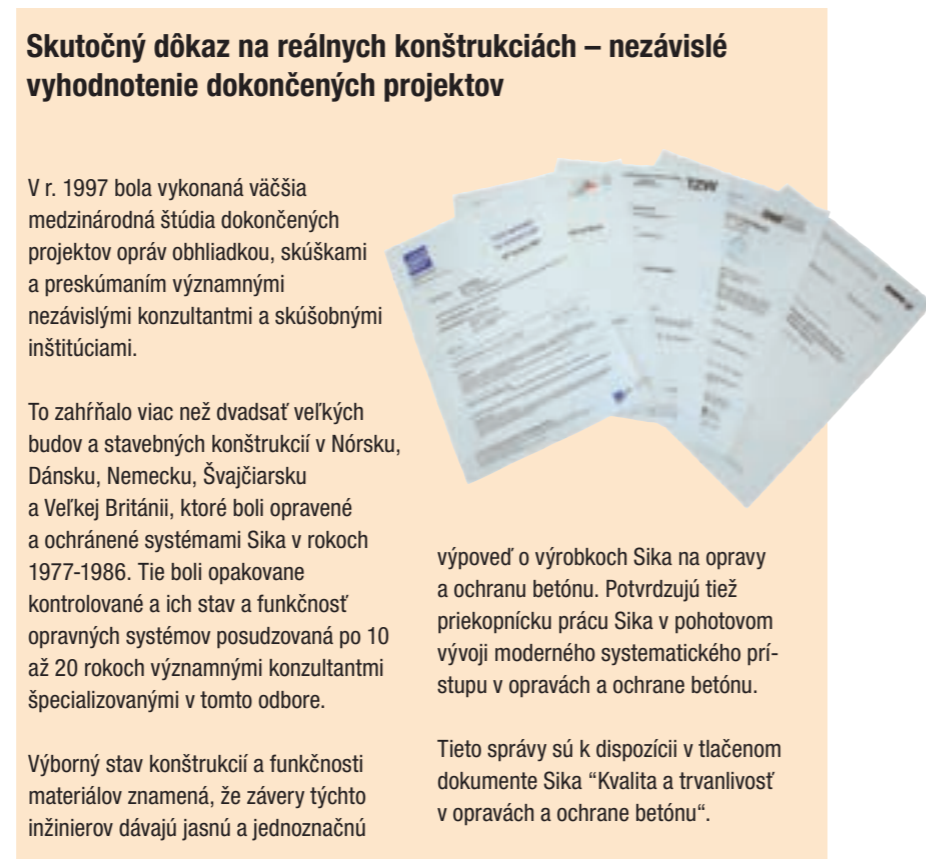 Skutočný dôkaz na reálnych konštrukciách – nezávislé
vyhodnotenie dokončených projektov
V r. 1997 bola vykonaná väčšia
medzinárodná štúdia dokončených
projektov opráv obhliadkou, skúškami
a preskúmaním významnými
nezávislými konzultantmi a skúšobnými
inštitúciami.
To zahŕňalo viac než dvadsať veľkých
budov a stavebných konštrukcií v Nórsku,
Dánsku, Nemecku, Švajčiarsku
a Veľkej Británii, ktoré boli opravené
a ochránené systémami Sika v rokoch
1977-1986. Tie boli opakovane
kontrolované a ich stav a funkčnosť
opravných systémov posudzovaná po 10
až 20 rokoch významnými konzultantmi
špecializovanými v tomto odbore.
Výborný stav konštrukcií a funkčnosti
materiálov znamená, že závery týchto
inžinierov dávajú jasnú a jednoznačnú
TZW
výpoveď o výrobkoch Sika na opravy
a ochranu betónu. Potvrdzujú tiež
priekopnícku prácu Sika v pohotovom
vývoji moderného systematického prí-
stupu v opravách a ochrane betónu.
Tieto správy sú k dispozícii v tlačenom
dokumente Sika “Kvalita a trvanlivosť
v opravách a ochrane betónu“.